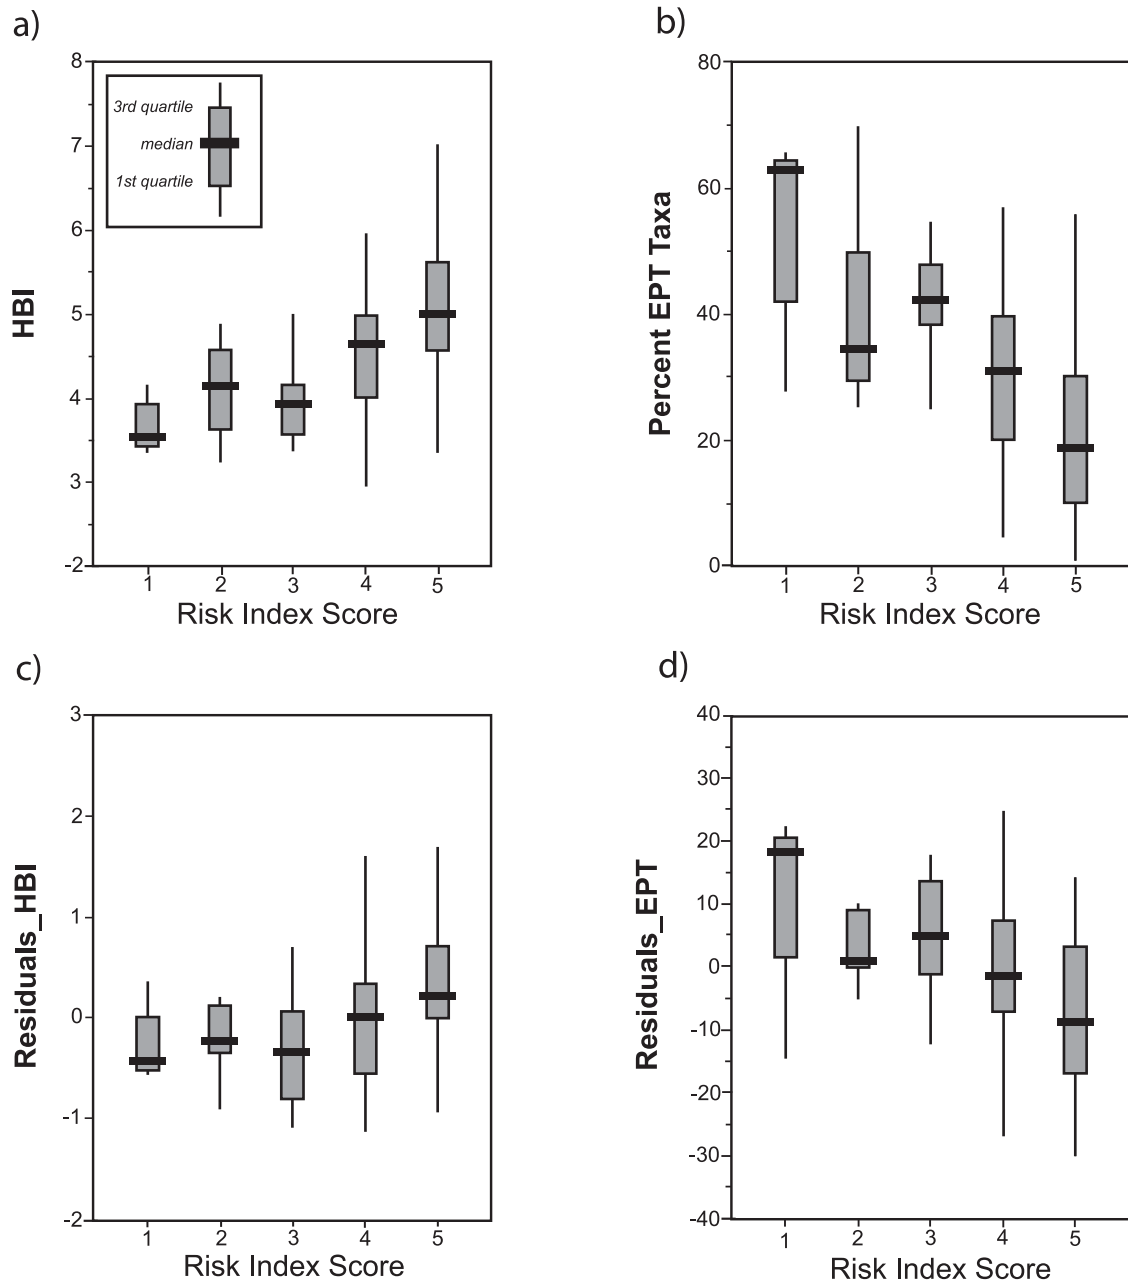 a)
8
7
6
5
4
3
-2
HBI
3rd quartile
median
1st quartile
1 2 3 4 5
Risk Index Score
b)
80
60
40
20
0
Percent EPT Taxa
1 2 3 4 5
Risk Index Score
c)
3
2
1
0
-1
-2
Residuals_HBI
1 2 3 4 5
Risk Index Score
d)
40
30
20
10
0
-10
-20
-30
-40
Residuals_EPT
1 2 3 4 5
Risk Index Score